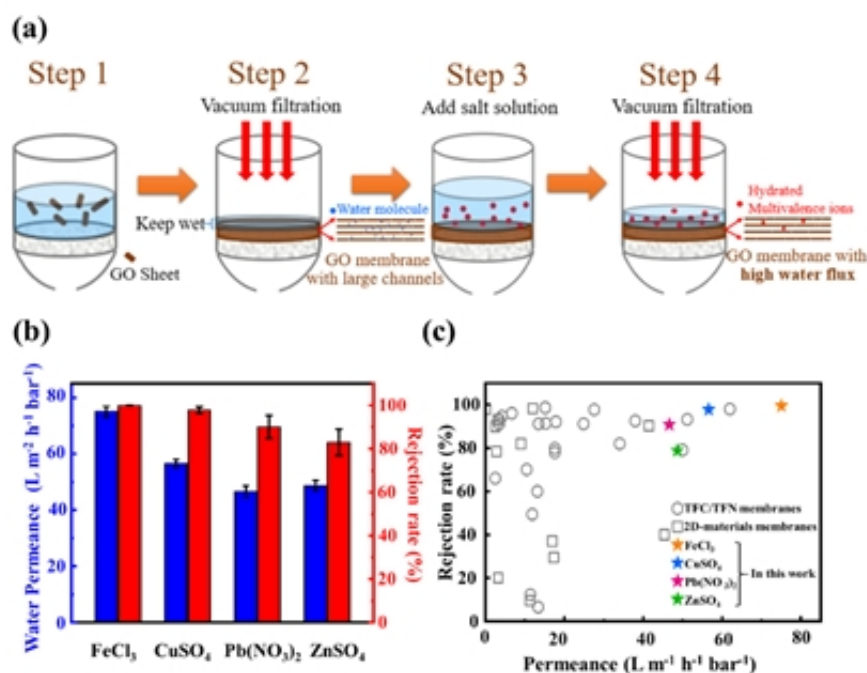 (a)
Step 1
Step 2
Step 3
Step 4
Vacuum filtration
Add salt solution
Vacuum filtration
Keep wet
Water molecule
Hydrated
Multivalence ions
GO Sheet
GO membrane
with large channels
GO membrane with
high water flux
(b)
Water Permeance (L m⁻² h⁻¹ bar⁻¹)
80
60
40
20
0
100
80
60
40
20
0
Rejection rate (%)
FeCl₃ CuSO₄ Pb(NO₃)₂ ZnSO₄
(c)
Rejection rate (%)
100
80
60
40
20
0
TFC/TFN membranes
2D-materials membranes
FeCl₃
CuSO₄
Pb(NO₃)₂
ZnSO₄
In this work
0 20 40 60 80
Permeance (L m⁻¹ h⁻¹ bar⁻¹)